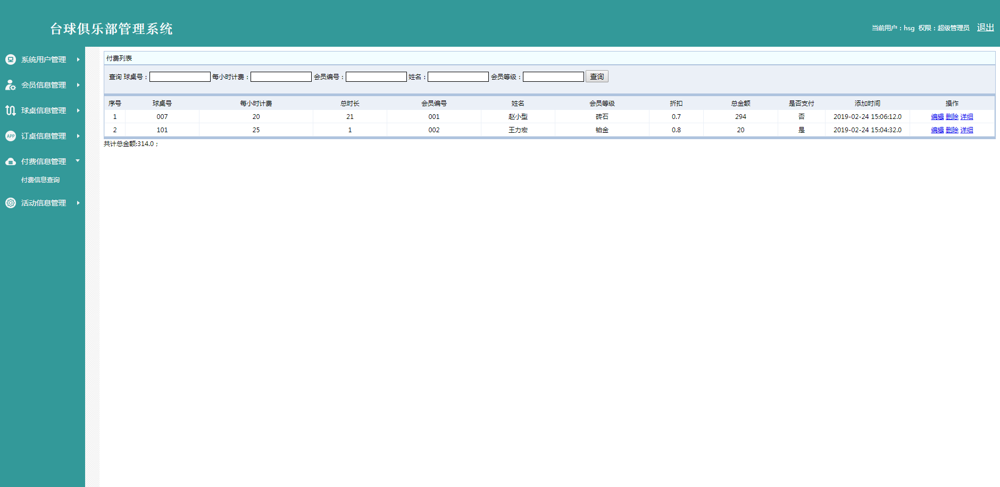 台球俱乐部管理系统
当前用户：hsg 权限：超级管理员 退出
系统用户管理
会员信息管理
球桌信息管理
APP 订桌信息管理
付费信息管理
付费信息查询
活动信息管理
付费列表
查询 球桌号： 每小时计费： 会员编号： 姓名： 会员等级： 查询
序号 球桌号 每小时计费 总时长 会员编号 姓名 会员等级 折扣 总金额 是否支付 添加时间 操作
1 007 20 21 001 赵小型 砖石 0.7 294 否 2019-02-24 15:06:12.0 编辑 删除 详细
2 101 25 1 002 王力宏 铂金 0.8 20 是 2019-02-24 15:04:32.0 编辑 删除 详细
共计总金额:314.0；